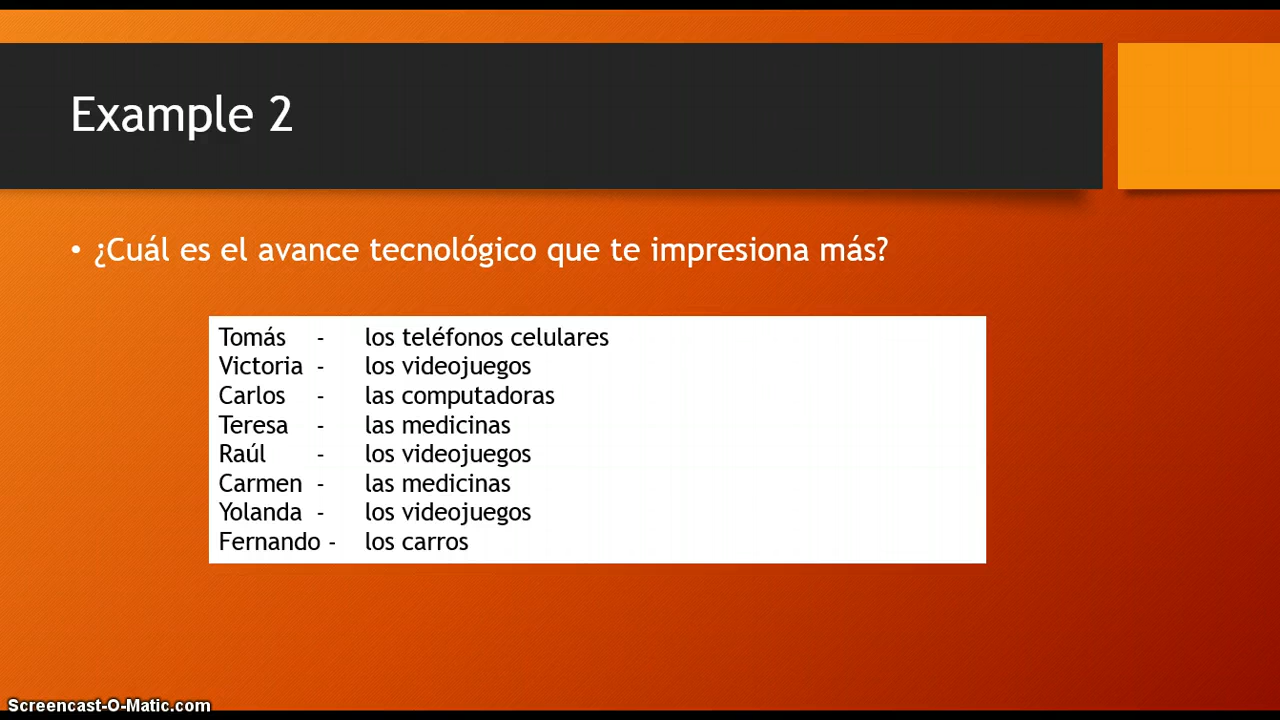 Example 2
• ¿Cuál es el avance tecnológico que te impresiona más?
Tomás - los teléfonos celulares
Victoria - los videojuegos
Carlos - las computadoras
Teresa - las medicinas
Raúl - los videojuegos
Carmen - las medicinas
Yolanda - los videojuegos
Fernando - los carros
Screencast-O-Matic.com